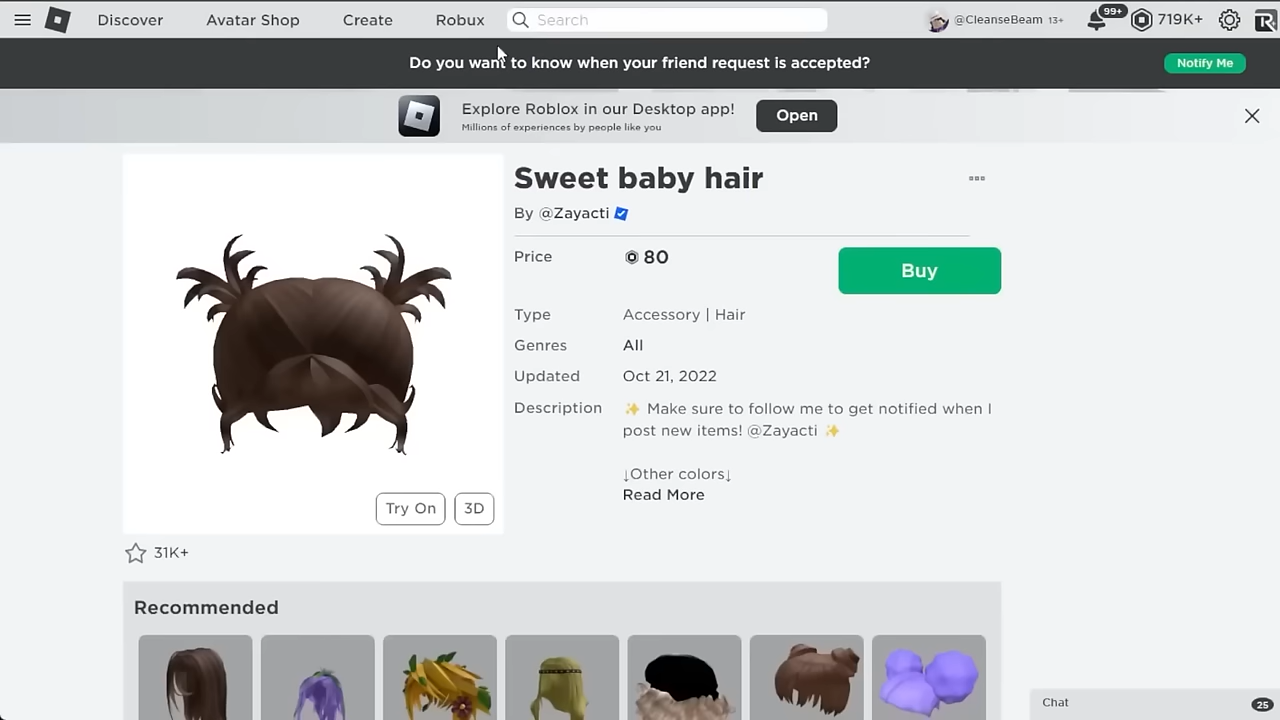 Discover Avatar Shop Create Robux Search @CleanseBeam 13+ 99+ 719K+
Do you want to know when your friend request is accepted? Notify Me
Explore Roblox in our Desktop app! Open
Millions of experiences by people like you
Sweet baby hair
By @Zayacti
Price 80 Buy
Type Accessory | Hair
Genres All
Updated Oct 21, 2022
Description ✨ Make sure to follow me to get notified when I
post new items! @Zayacti ✨
↓Other colors↓
Read More
Try On 3D
31K+
Recommended
Chat 25